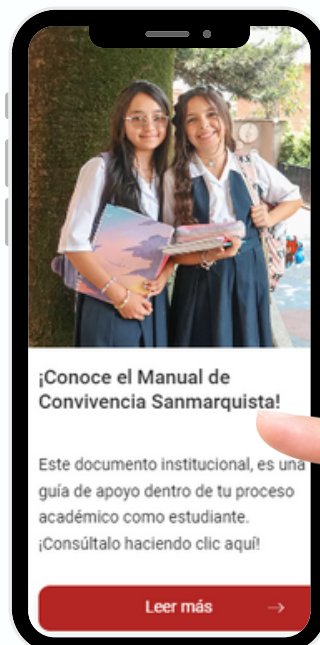 ¡Conoce el Manual de
Convivencia Sanmarquista!
Este documento institucional, es una
guía de apoyo dentro de tu proceso
académico como estudiante.
¡Consúltalo haciendo clic aquí!
Leer más →